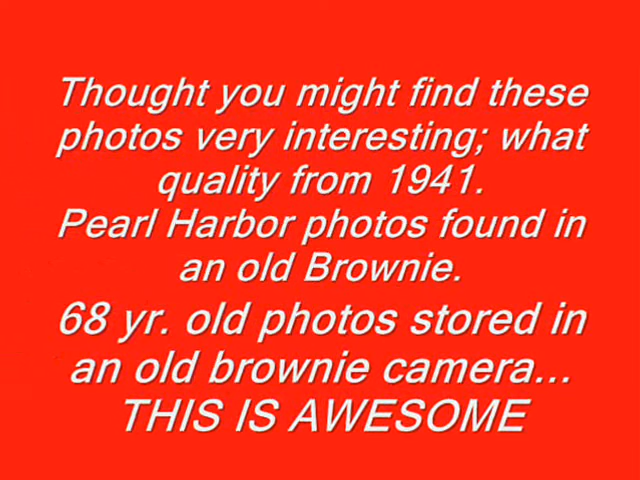 Thought you might find these
photos very interesting; what
quality from 1941.
Pearl Harbor photos found in
an old Brownie.
68 yr. old photos stored in
an old brownie camera...
THIS IS AWESOME